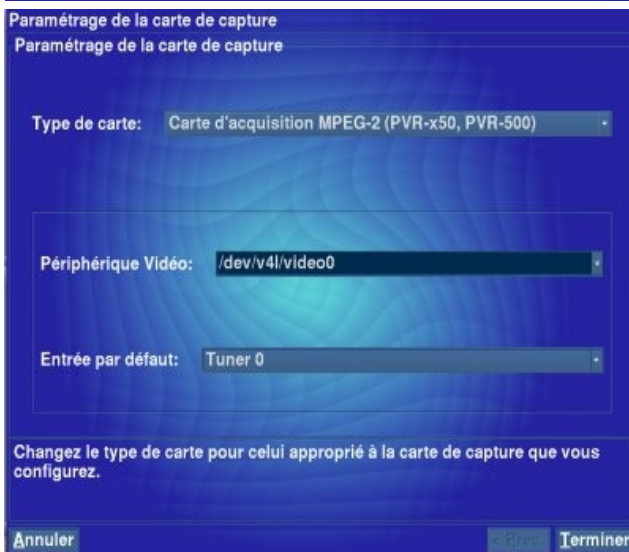 Paramétrage de la carte de capture
Paramétrage de la carte de capture
Type de carte: Carte d'acquisition MPEG-2 (PVR-x50, PVR-500)
Périphérique Vidéo: /dev/v4l/video0
Entrée par défaut: Tuner 0
Changez le type de carte pour celui approprié à la carte de capture que vous
configurez.
Annuler < Préc. Terminer